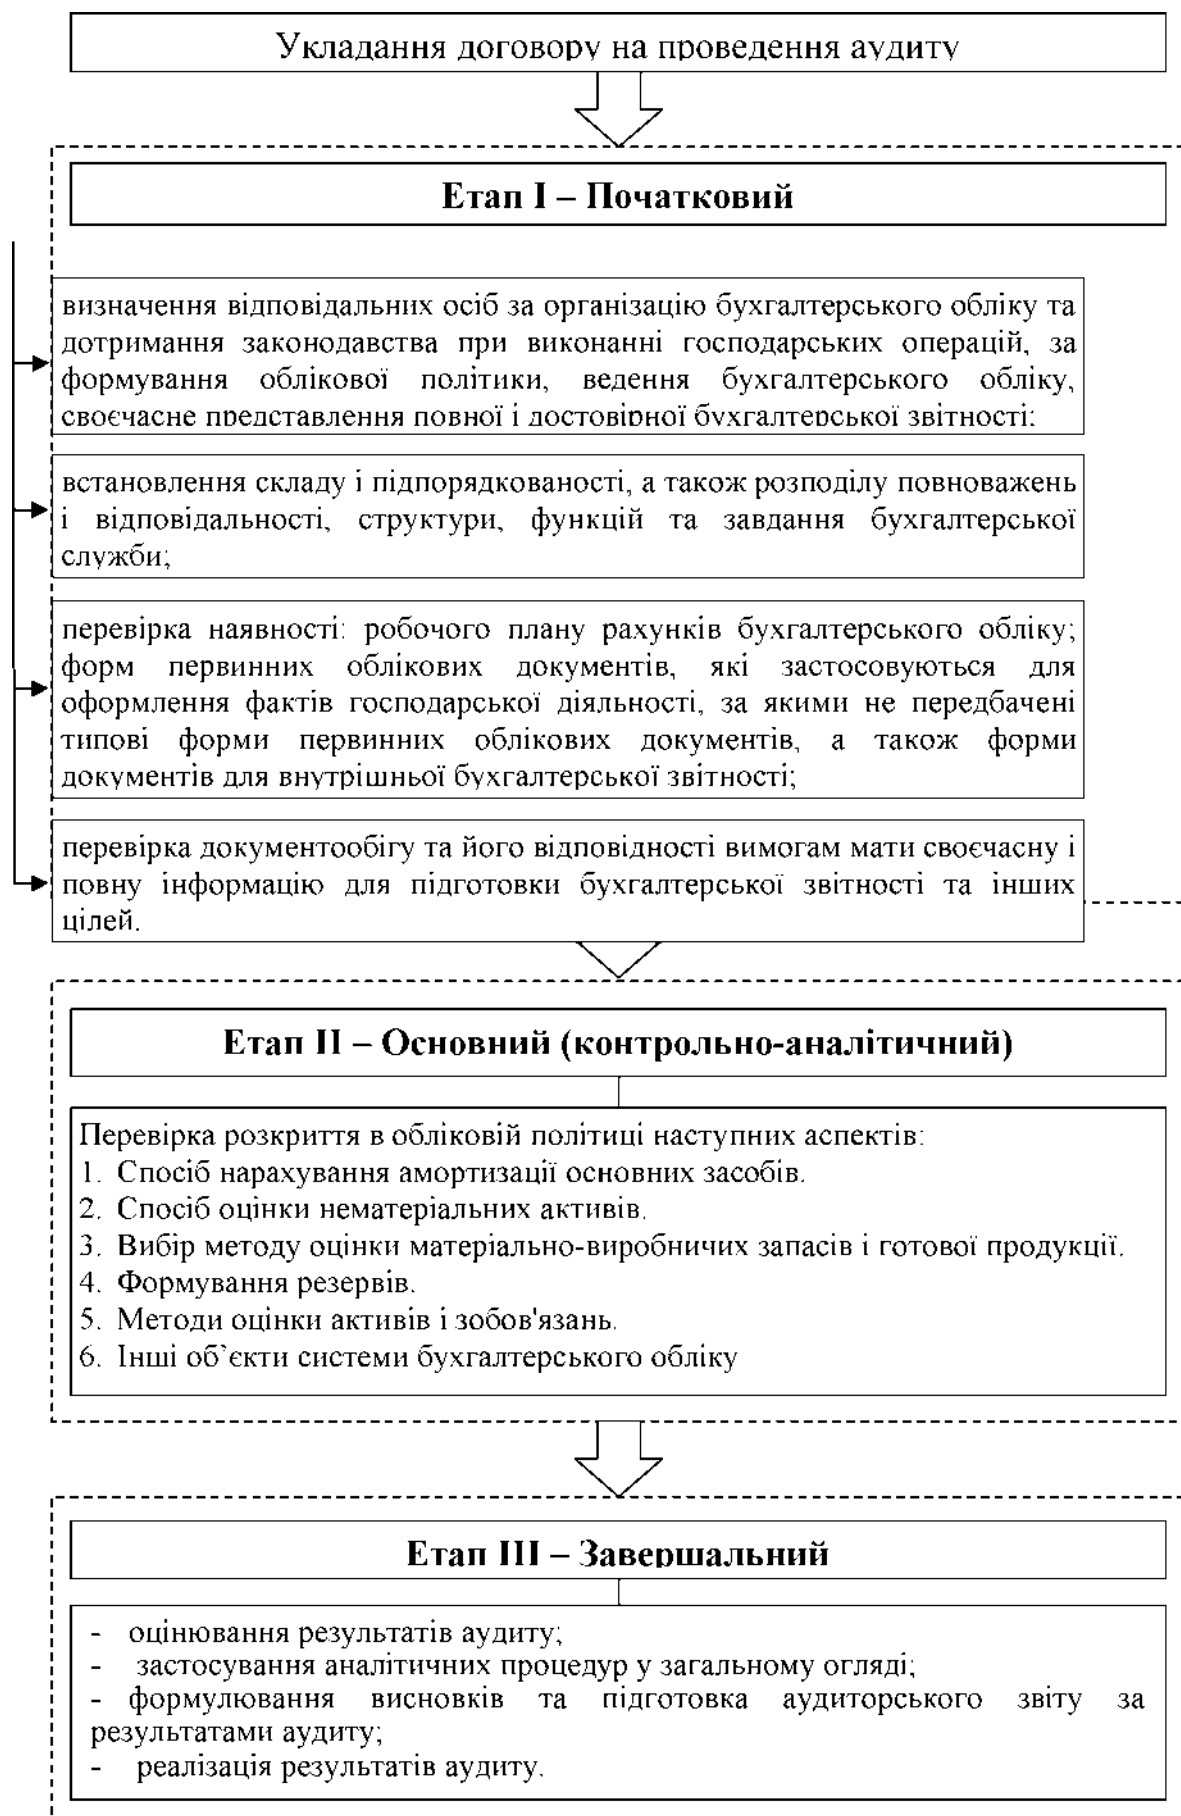 Укладання договору на проведення аудиту
Етап I – Початковий
визначення відповідальних осіб за організацію бухгалтерського обліку та
дотримання законодавства при виконанні господарських операцій, за
формування облікової політики, ведення бухгалтерського обліку,
своєчасне представлення повної і достовірної бухгалтерської звітності;
встановлення складу і підпорядкованості, а також розподілу повноважень
і відповідальності, структури, функцій та завдання бухгалтерської
служби;
перевірка наявності: робочого плану рахунків бухгалтерського обліку;
форм первинних облікових документів, які застосовуються для
оформлення фактів господарської діяльності, за якими не передбачені
типові форми первинних облікових документів, а також форми
документів для внутрішньої бухгалтерської звітності;
перевірка документообігу та його відповідності вимогам мати своєчасну і
повну інформацію для підготовки бухгалтерської звітності та інших
цілей.
Етап II – Основний (контрольно-аналітичний)
Перевірка розкриття в обліковій політиці наступних аспектів:
1. Спосіб нарахування амортизації основних засобів.
2. Спосіб оцінки нематеріальних активів.
3. Вибір методу оцінки матеріально-виробничих запасів і готової продукції.
4. Формування резервів.
5. Методи оцінки активів і зобов'язань.
6. Інші об’єкти системи бухгалтерського обліку
Етап III – Завершальний
- оцінювання результатів аудиту;
- застосування аналітичних процедур у загальному огляді;
- формулювання висновків та підготовка аудиторського звіту за
результатами аудиту;
- реалізація результатів аудиту.